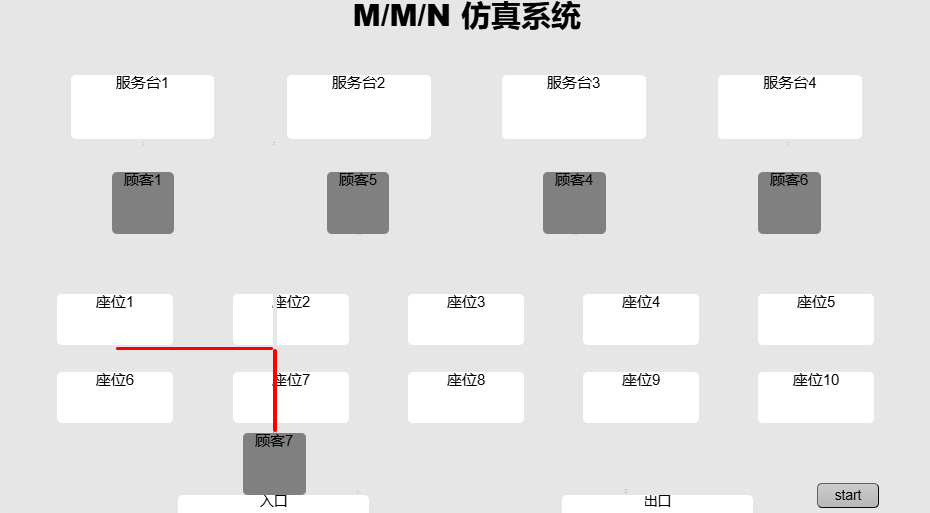 M/M/N 仿真系统
服务台1 服务台2 服务台3 服务台4
顾客1 顾客5 顾客4 顾客6
座位1 座位2 座位3 座位4 座位5
座位6 座位7 座位8 座位9 座位10
顾客7
入口 出口 start